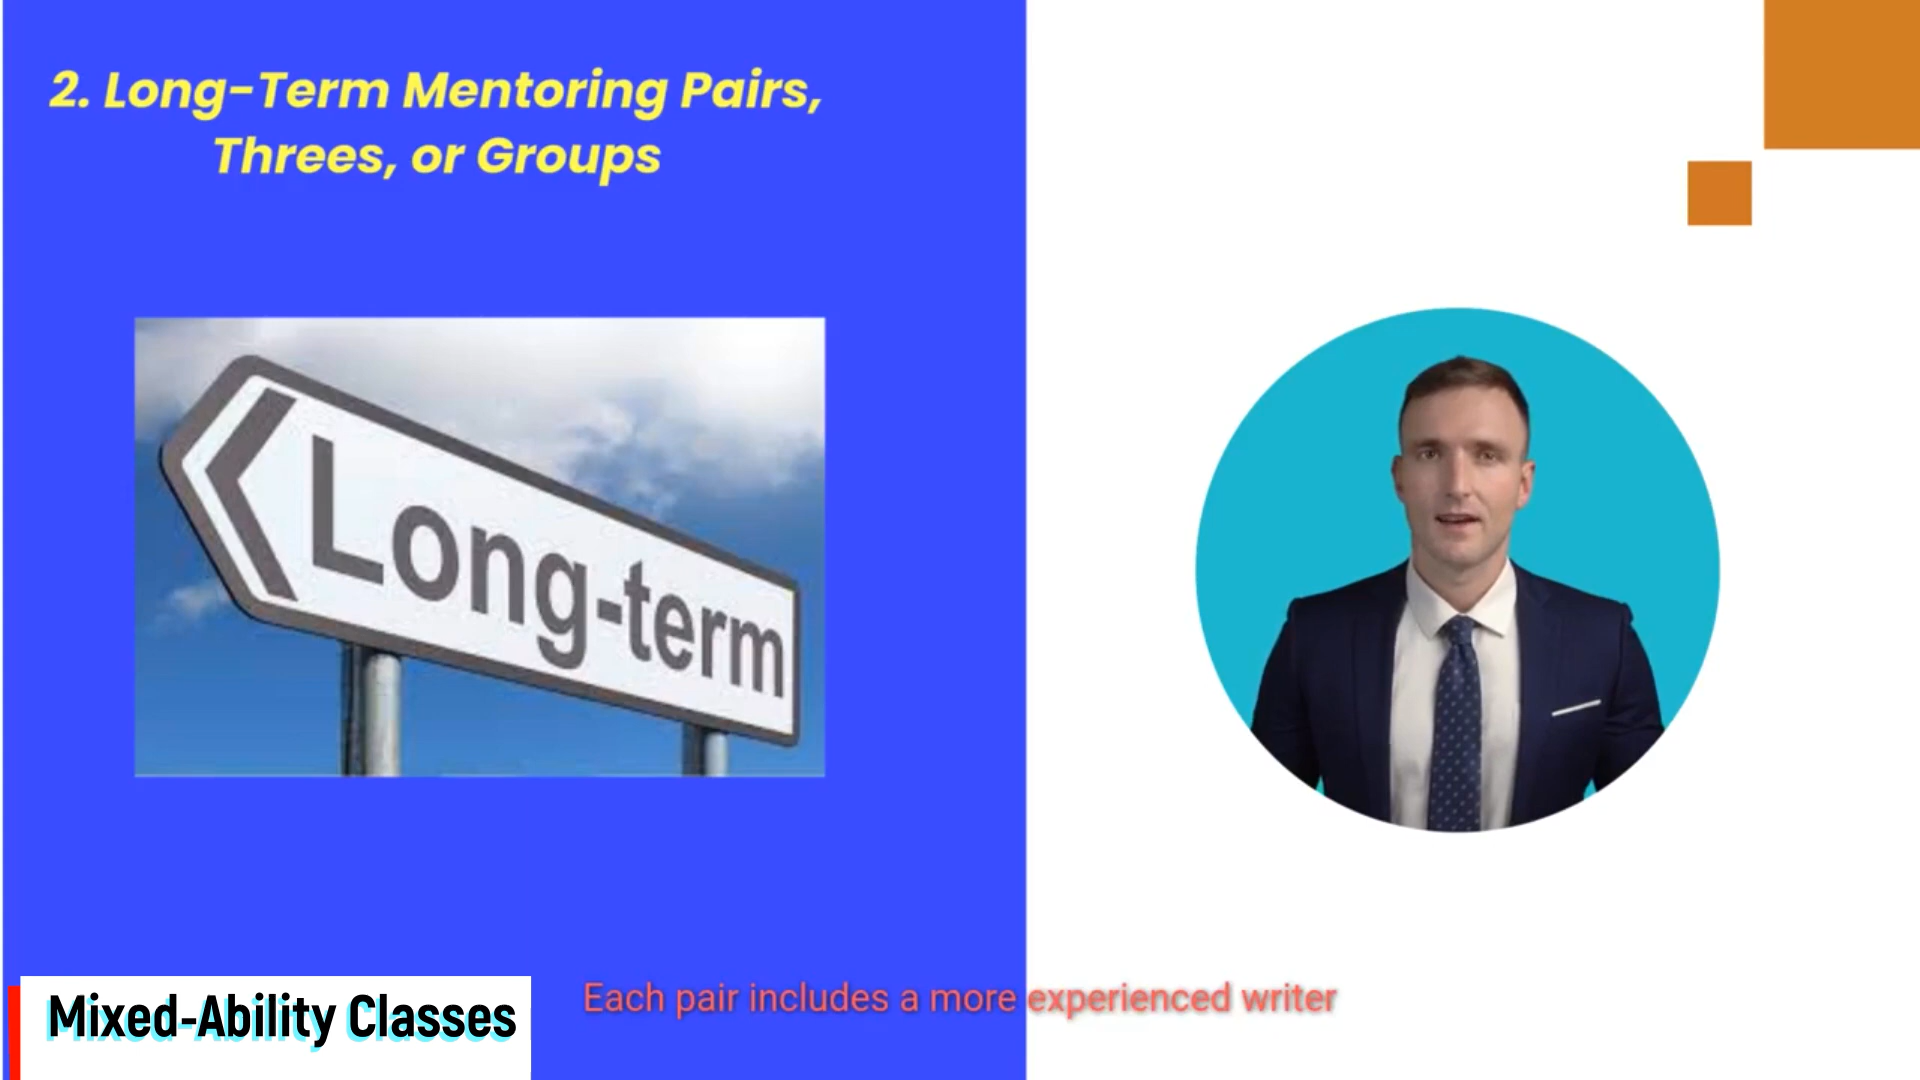 2. Long-Term Mentoring Pairs,
Threes, or Groups
Long-term
Mixed-Ability Classes
Each pair includes a more experienced writer